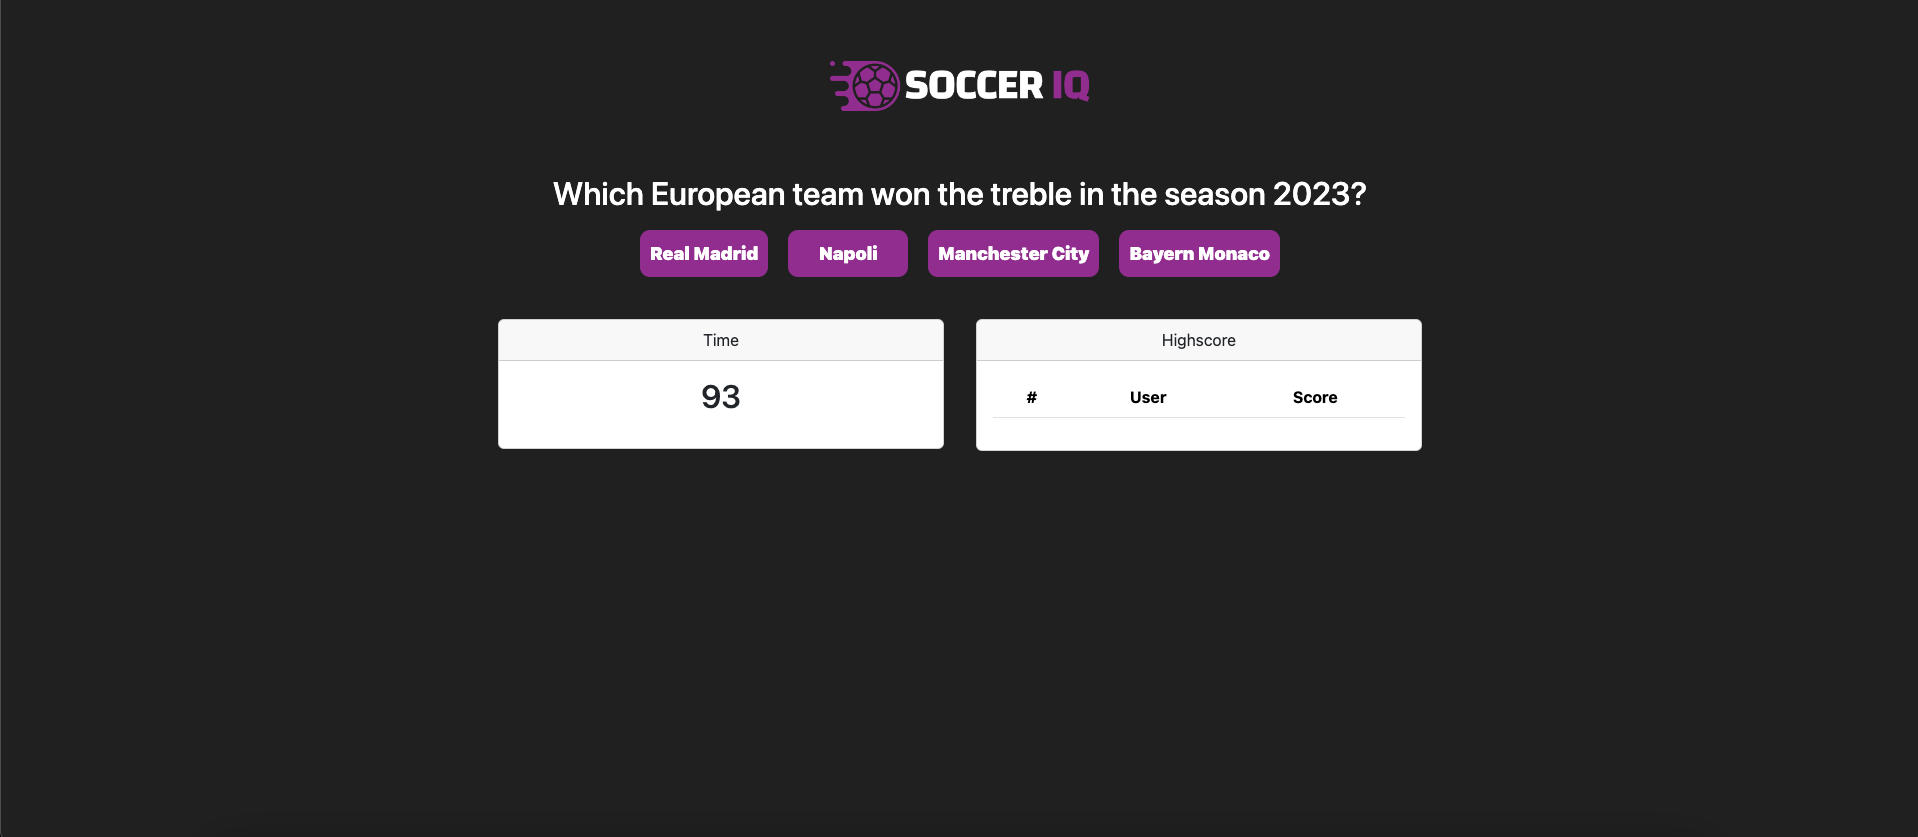 SOCCER IQ
Which European team won the treble in the season 2023?
Real Madrid Napoli Manchester City Bayern Monaco
Time
93
Highscore
# User Score